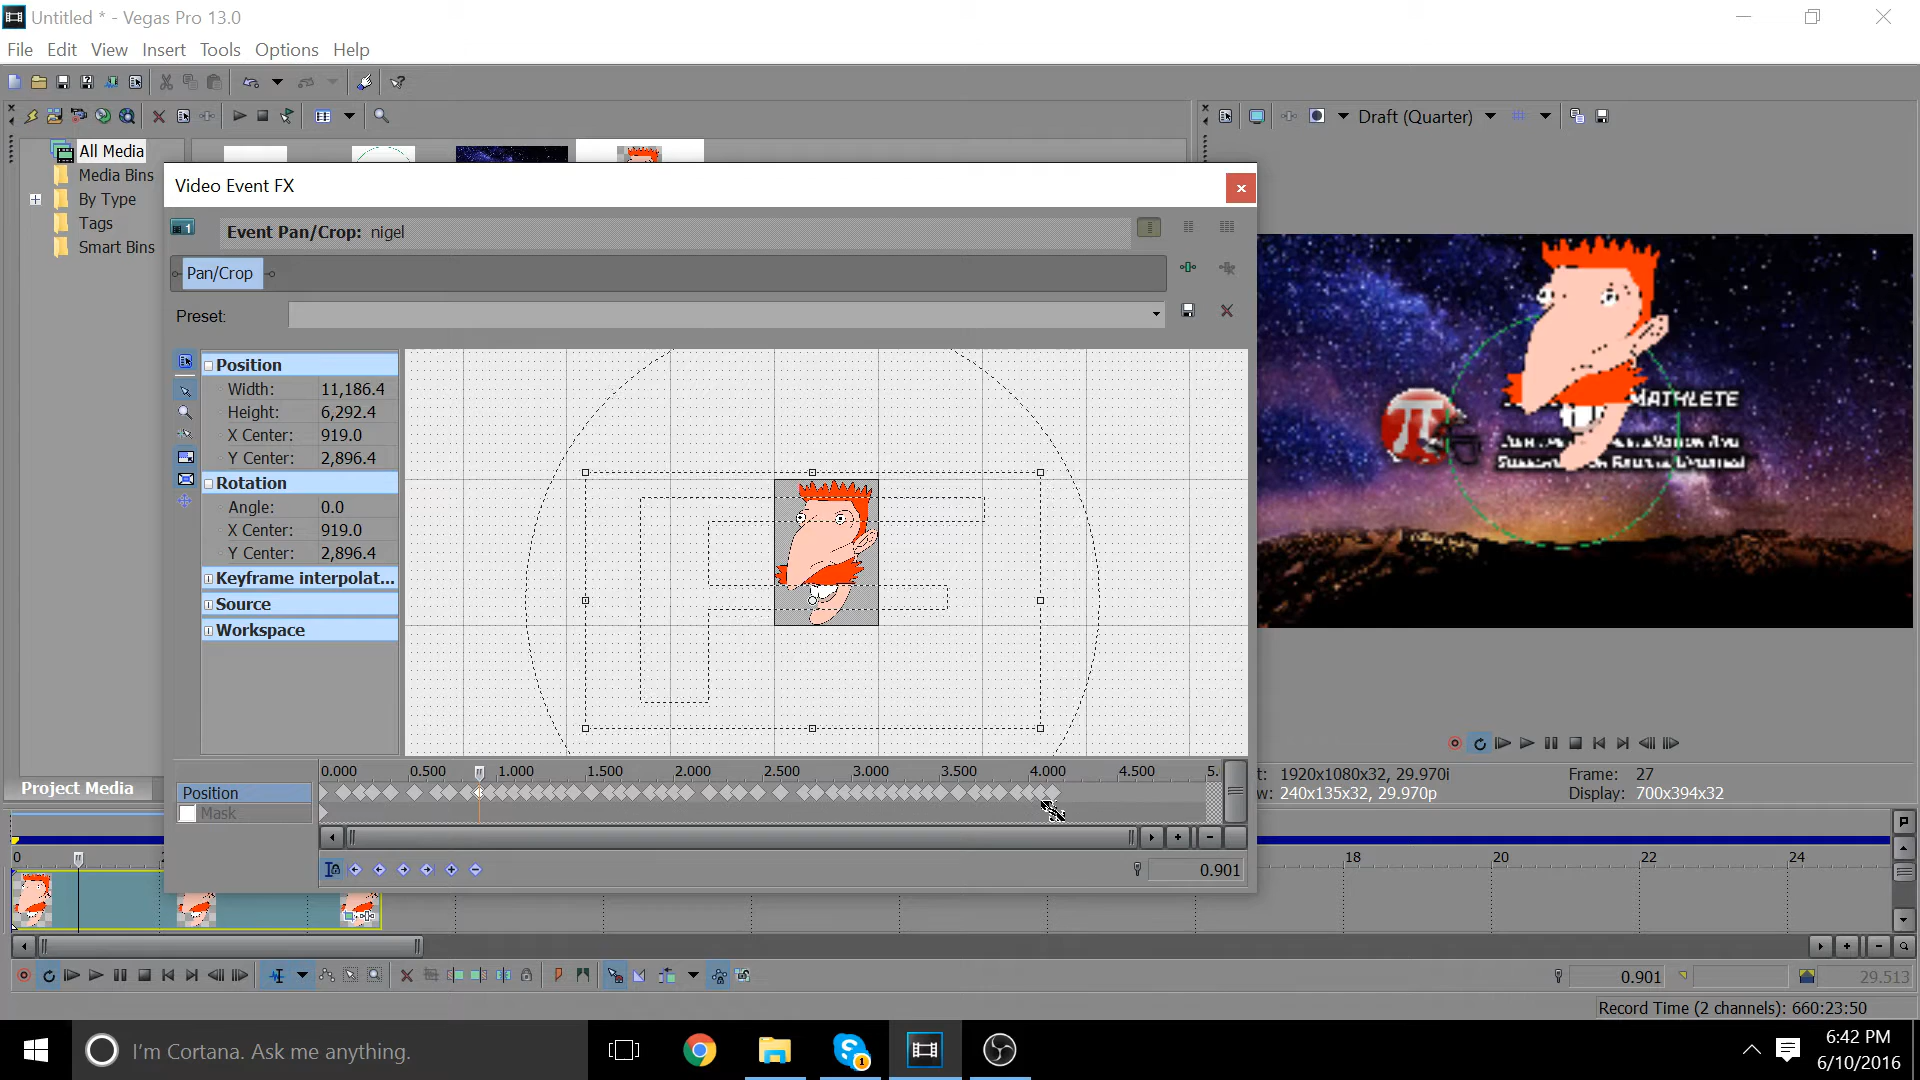 Untitled * - Vegas Pro 13.0
File Edit View Insert Tools Options Help
Draft (Quarter)
All Media
Media Bins
By Type
Tags
Smart Bins
Video Event FX
1
Event Pan/Crop: nigel
Pan/Crop
Preset:
Position
Width: 11,186.4
Height: 6,292.4
X Center: 919.0
Y Center: 2,896.4
Rotation
Angle: 0.0
X Center: 919.0
Y Center: 2,896.4
Keyframe interpolat...
Source
Workspace
MATHLETE
0.000 0.500 1.000 1.500 2.000 2.500 3.000 3.500 4.000 4.500 5.
Position
Mask
0.901
Project Media
t: 1920x1080x32, 29.970i
w: 240x135x32, 29.970p
Frame: 27
Display: 700x394x32
0 18 20 22 24
0.901
29.513
Record Time (2 channels): 660:23:50
I'm Cortana. Ask me anything.
1
6:42 PM
6/10/2016